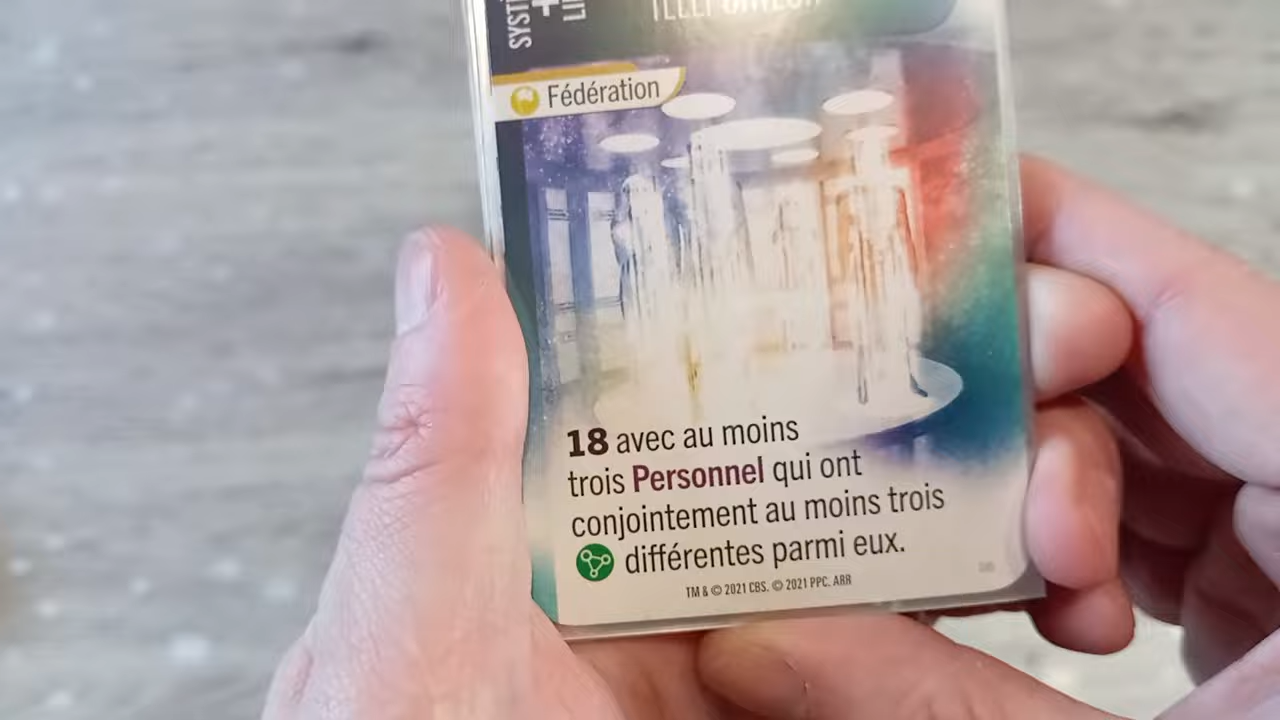 Fédération
18 avec au moins
trois Personnel qui ont
conjointement au moins trois
différentes parmi eux.
TM & © 2021 CBS. © 2021 PPC. ARR